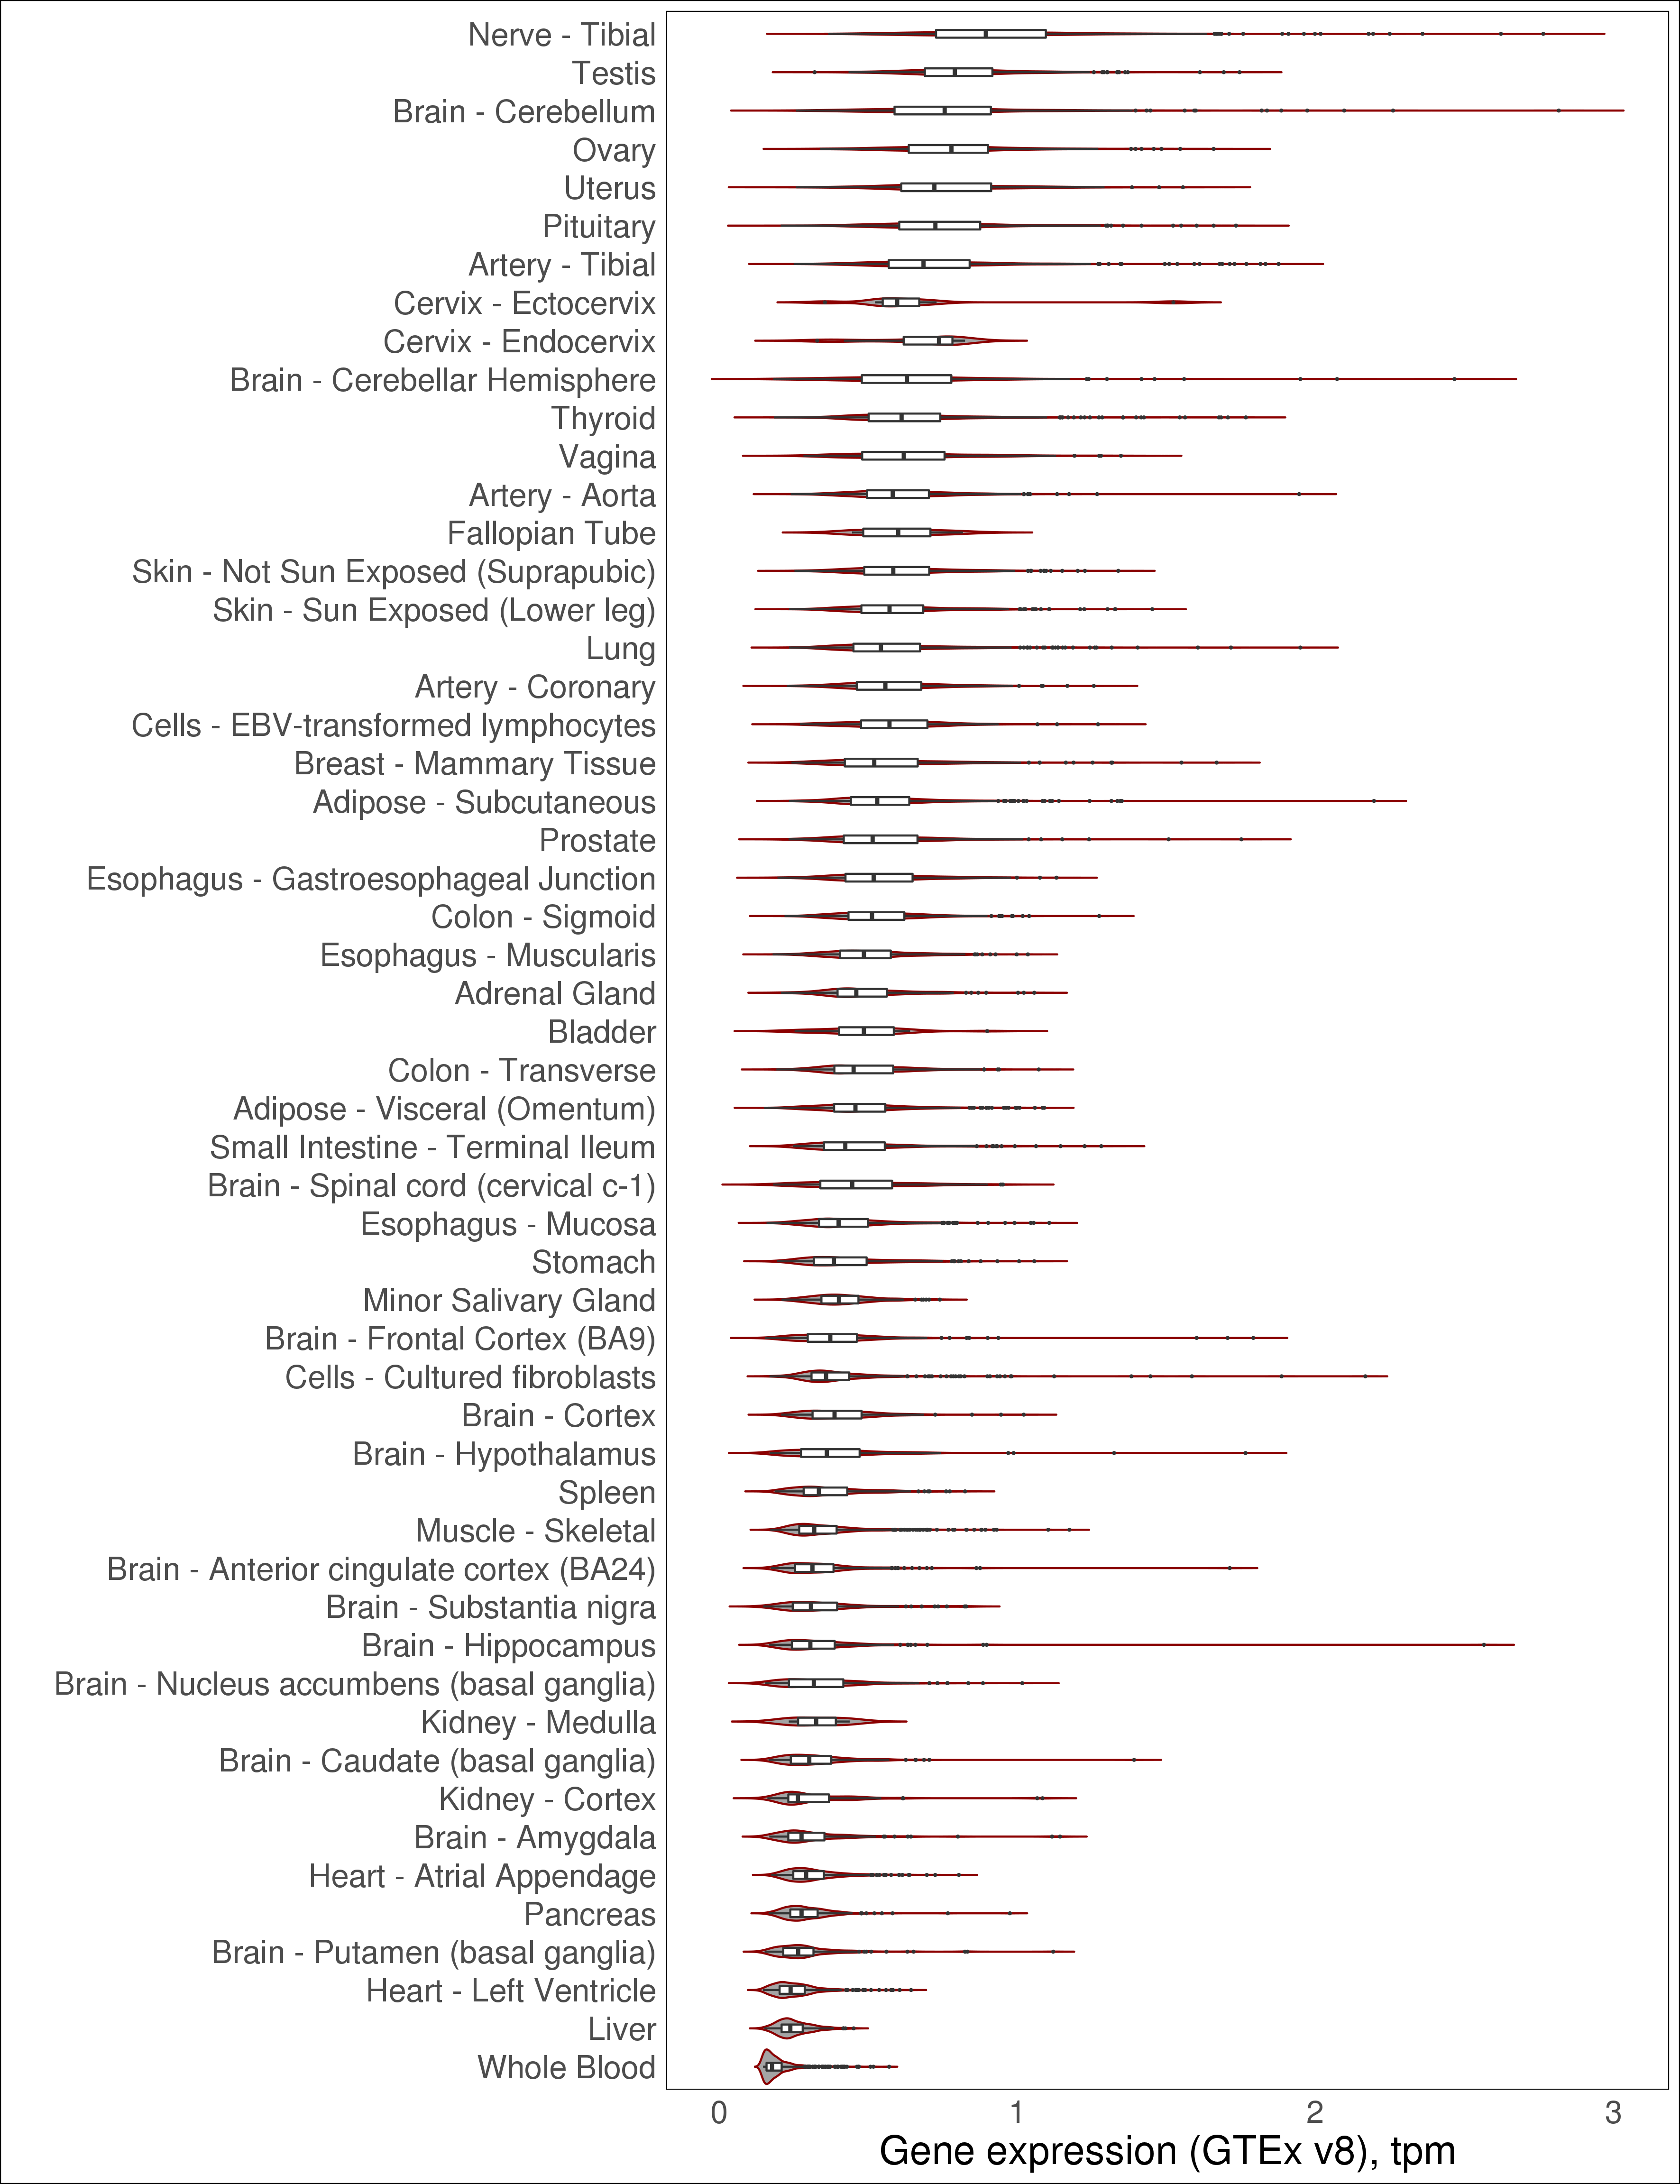 Nerve - Tibial
Testis
Brain - Cerebellum
Ovary
Uterus
Pituitary
Artery - Tibial
Cervix - Ectocervix
Cervix - Endocervix
Brain - Cerebellar Hemisphere
Thyroid
Vagina
Artery - Aorta
Fallopian Tube
Skin - Not Sun Exposed (Suprapubic)
Skin - Sun Exposed (Lower leg)
Lung
Artery - Coronary
Cells - EBV-transformed lymphocytes
Breast - Mammary Tissue
Adipose - Subcutaneous
Prostate
Esophagus - Gastroesophageal Junction
Colon - Sigmoid
Esophagus - Muscularis
Adrenal Gland
Bladder
Colon - Transverse
Adipose - Visceral (Omentum)
Small Intestine - Terminal Ileum
Brain - Spinal cord (cervical c-1)
Esophagus - Mucosa
Stomach
Minor Salivary Gland
Brain - Frontal Cortex (BA9)
Cells - Cultured fibroblasts
Brain - Cortex
Brain - Hypothalamus
Spleen
Muscle - Skeletal
Brain - Anterior cingulate cortex (BA24)
Brain - Substantia nigra
Brain - Hippocampus
Brain - Nucleus accumbens (basal ganglia)
Kidney - Medulla
Brain - Caudate (basal ganglia)
Kidney - Cortex
Brain - Amygdala
Heart - Atrial Appendage
Pancreas
Brain - Putamen (basal ganglia)
Heart - Left Ventricle
Liver
Whole Blood
0 1 2 3
Gene expression (GTEx v8), tpm